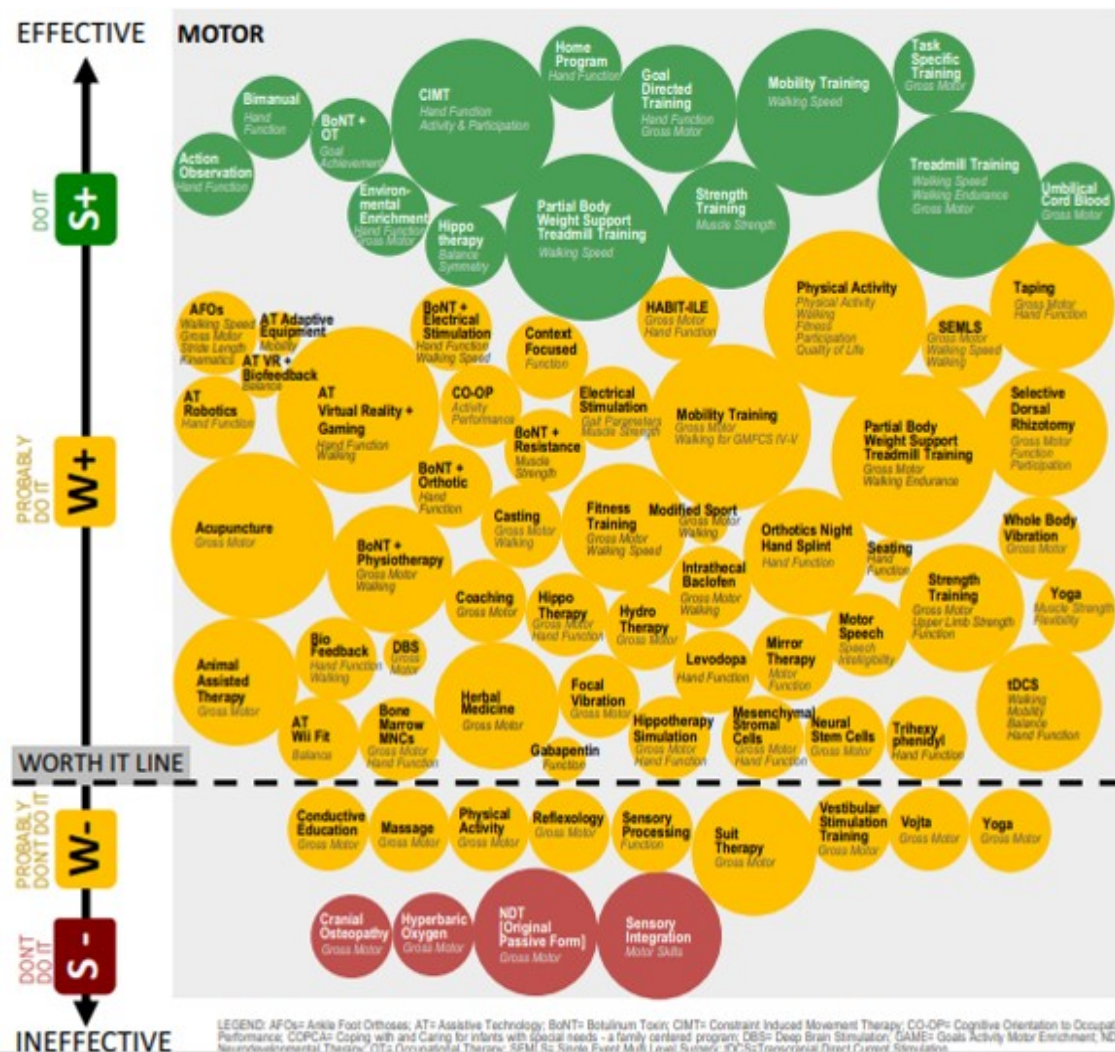 EFFECTIVE
MOTOR
DO IT
S+
PROBABLY
DO IT
W+
WORTH IT LINE
PROBABLY
DON'T DO IT
W-
DON'T
DO IT
S -
INEFFECTIVE
Action
Observation
Hand Function
Bimanual
Hand
Function
BoNT +
OT
Goal
Achievement
Environ-
mental
Enrichment
Hand Function
Gross Motor
CIMT
Hand Function
Activity & Participation
Hippo
therapy
Balance
Symmetry
Home
Program
Hand Function
Partial Body
Weight Support
Treadmill Training
Walking Speed
Goal
Directed
Training
Hand Function
Gross Motor
Strength
Training
Muscle Strength
Mobility Training
Walking Speed
Task
Specific
Training
Gross Motor
Treadmill Training
Walking Speed
Walking Endurance
Gross Motor
Umbilical
Cord Blood
Gross Motor
AFOs
Walking Speed
Gross Motor
Stride Length
Kinematics
AT Adaptive
Equipment
Mobility
AT VR +
Biofeedback
Balance
AT
Robotics
Hand Function
AT
Virtual Reality +
Gaming
Hand Function
Walking
BoNT +
Electrical
Stimulation
Hand Function
Walking Speed
CO-OP
Activity
Performance
Context
Focused
Function
BoNT +
Resistance
Muscle
Strength
Electrical
Stimulation
Gait Parameters
Muscle Strength
HABIT-ILE
Gross Motor
Hand Function
Mobility Training
Gross Motor
Walking for GMFCS IV-V
Physical Activity
Physical Activity
Walking
Fitness
Participation
Quality of Life
SEMLS
Gross Motor
Walking Speed
Walking
Taping
Gross Motor
Hand Function
Partial Body
Weight Support
Treadmill Training
Gross Motor
Walking Endurance
Selective
Dorsal
Rhizotomy
Gross Motor
Function
Participation
Acupuncture
Gross Motor
BoNT +
Orthotic
Hand
Function
BoNT +
Physiotherapy
Gross Motor
Walking
Casting
Gross Motor
Walking
Fitness
Training
Gross Motor
Walking Speed
Modified Sport
Gross Motor
Walking
Orthotics Night
Hand Splint
Hand Function
Seating
Hand
Function
Whole Body
Vibration
Gross Motor
Coaching
Gross Motor
Hippo
Therapy
Gross Motor
Hand Function
Hydro
Therapy
Gross Motor
Intrathecal
Baclofen
Gross Motor
Walking
Motor
Speech
Speech
Intelligibility
Strength
Training
Gross Motor
Upper Limb Strength
Function
Yoga
Muscle Strength
Flexibility
Animal
Assisted
Therapy
Gross Motor
Bio
Feedback
Hand Function
Walking
DBS
Gross
Motor
Herbal
Medicine
Gross Motor
Focal
Vibration
Gross Motor
Levodopa
Hand Function
Mirror
Therapy
Motor
Function
tDCS
Walking
Mobility
Balance
Hand Function
AT
Wii Fit
Balance
Bone
Marrow
MNCs
Gross Motor
Hand Function
Gabapentin
Function
Hippotherapy
Simulation
Gross Motor
Hand Function
Mesenchymal
Stromal
Cells
Gross Motor
Hand Function
Neural
Stem Cells
Gross Motor
Trihexy
phenidyl
Hand Function
Conductive
Education
Gross Motor
Massage
Gross Motor
Physical
Activity
Gross Motor
Reflexology
Gross Motor
Sensory
Processing
Function
Suit
Therapy
Gross Motor
Vestibular
Stimulation
Training
Gross Motor
Vojta
Gross Motor
Yoga
Gross Motor
Cranial
Osteopathy
Gross Motor
Hyperbaric
Oxygen
Gross Motor
NDT
[Original
Passive Form]
Gross Motor
Sensory
Integration
Motor Skills
LEGEND: AFOs= Ankle Foot Orthoses; AT= Assistive Technology; BoNT= Botulinum Toxin; CIMT= Constraint Induced Movement Therapy; CO-OP= Cognitive Orientation to
Performance; COPCA= Coping with and Caring for infants with special needs - a family centered program; DBS= Deep Brain Stimulation; GAME= Goals Activity Motor Enrichment;
Neurodevelopmental Therapy; OT= Occupational Therapy; SEMLS= Single Event Multi Level Surgery; tDCS=Transcranial Direct Current Stimulation